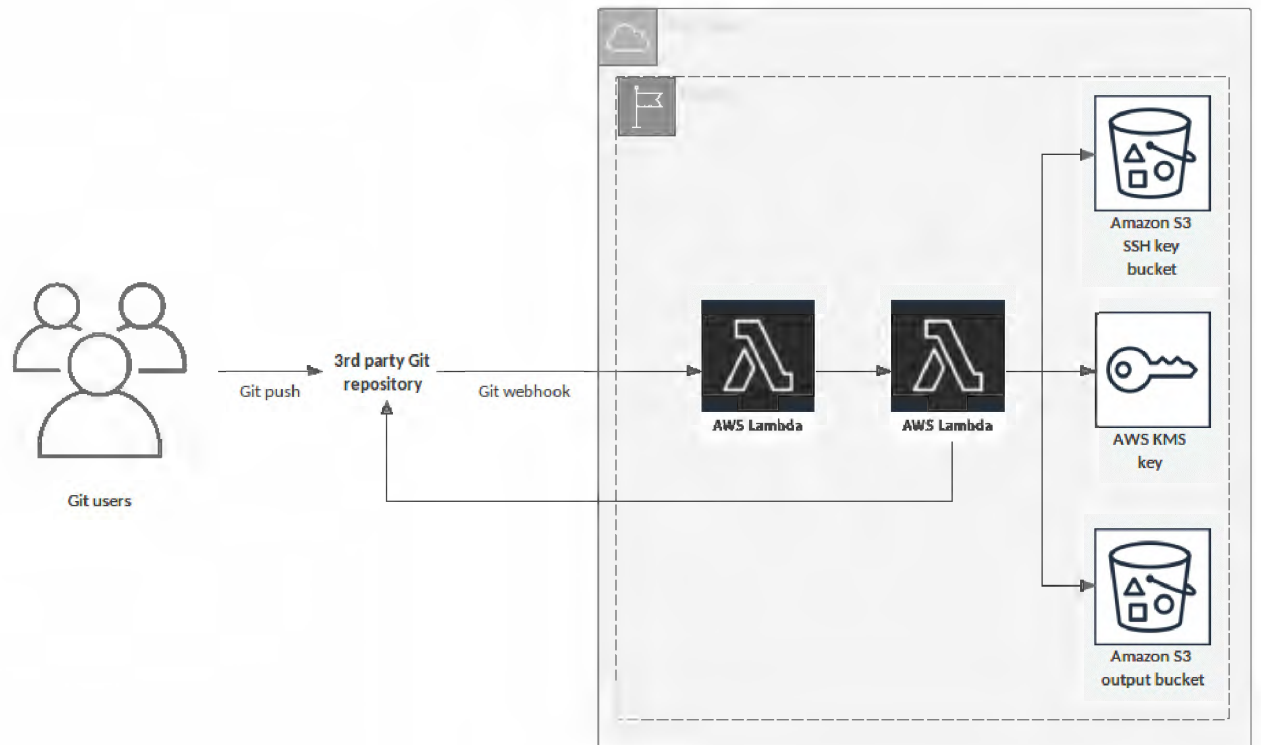 Amazon S3
SSH key
bucket
3rd party Git
repository
Git push
Git webhook
AWS Lambda
AWS Lambda
AWS KMS
key
Git users
Amazon S3
output bucket